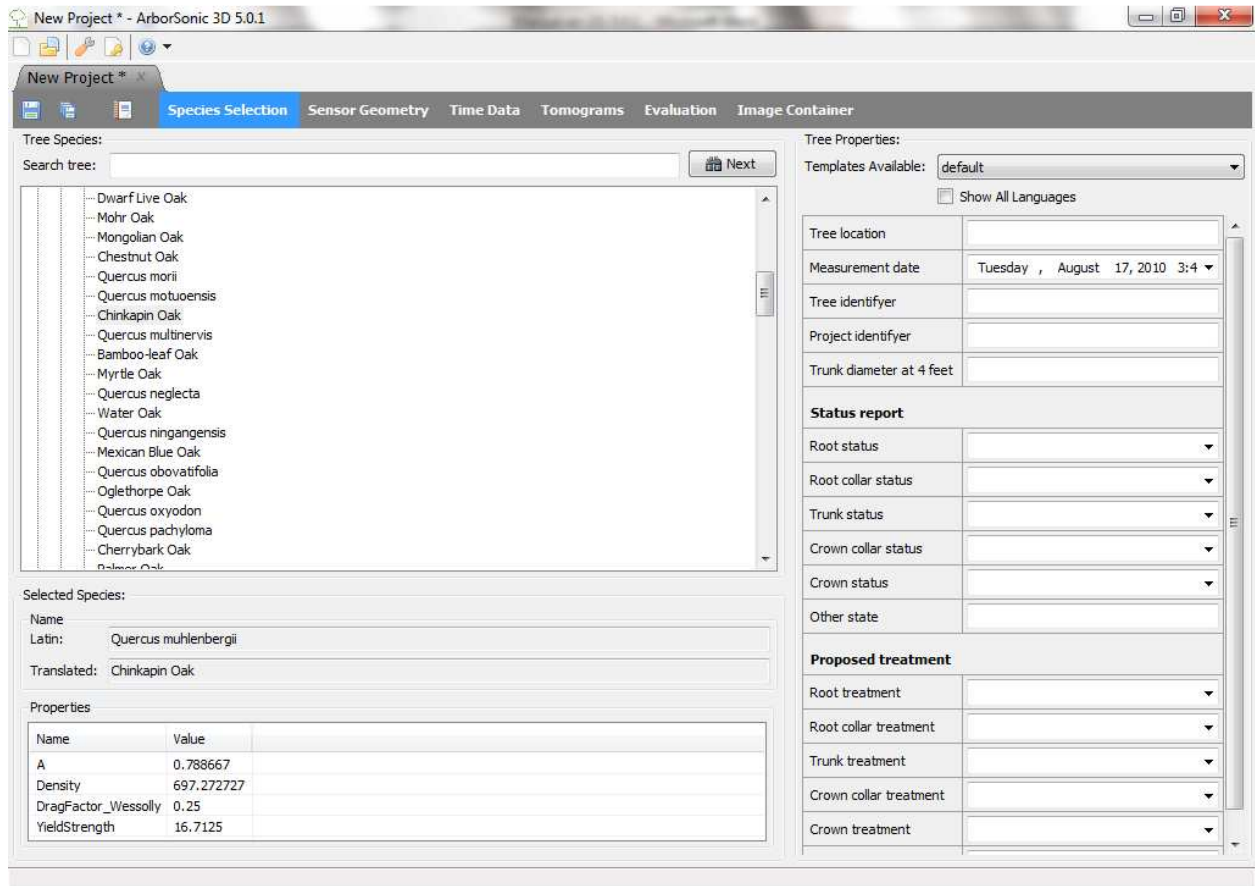 New Project * - ArborSonic 3D 5.0.1
New Project *
Species Selection Sensor Geometry Time Data Tomograms Evaluation Image Container
Tree Species:
Search tree: Next
Dwarf Live Oak
Mohr Oak
Mongolian Oak
Chestnut Oak
Quercus morii
Quercus motuoensis
Chinkapin Oak
Quercus multinervis
Bamboo-leaf Oak
Myrtle Oak
Quercus neglecta
Water Oak
Quercus ningangensis
Mexican Blue Oak
Quercus obovatifolia
Oglethorpe Oak
Quercus oxyodon
Quercus pachyloma
Cherrybark Oak
Palmer Oak
Selected Species:
Name
Latin: Quercus muhlenbergii
Translated: Chinkapin Oak
Properties
Name Value
A 0.788667
Density 697.272727
DragFactor_Wessolly 0.25
YieldStrength 16.7125
Tree Properties:
Templates Available: default
Show All Languages
Tree location
Measurement date Tuesday , August 17, 2010 3:4
Tree identifyer
Project identifyer
Trunk diameter at 4 feet
Status report
Root status
Root collar status
Trunk status
Crown collar status
Crown status
Other state
Proposed treatment
Root treatment
Root collar treatment
Trunk treatment
Crown collar treatment
Crown treatment